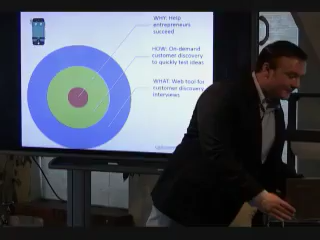 WHY: Help
entrepreneurs
succeed
HOW: On-demand
customer discovery
to quickly test ideas
WHAT: Web tool for
customer discovery
interviews